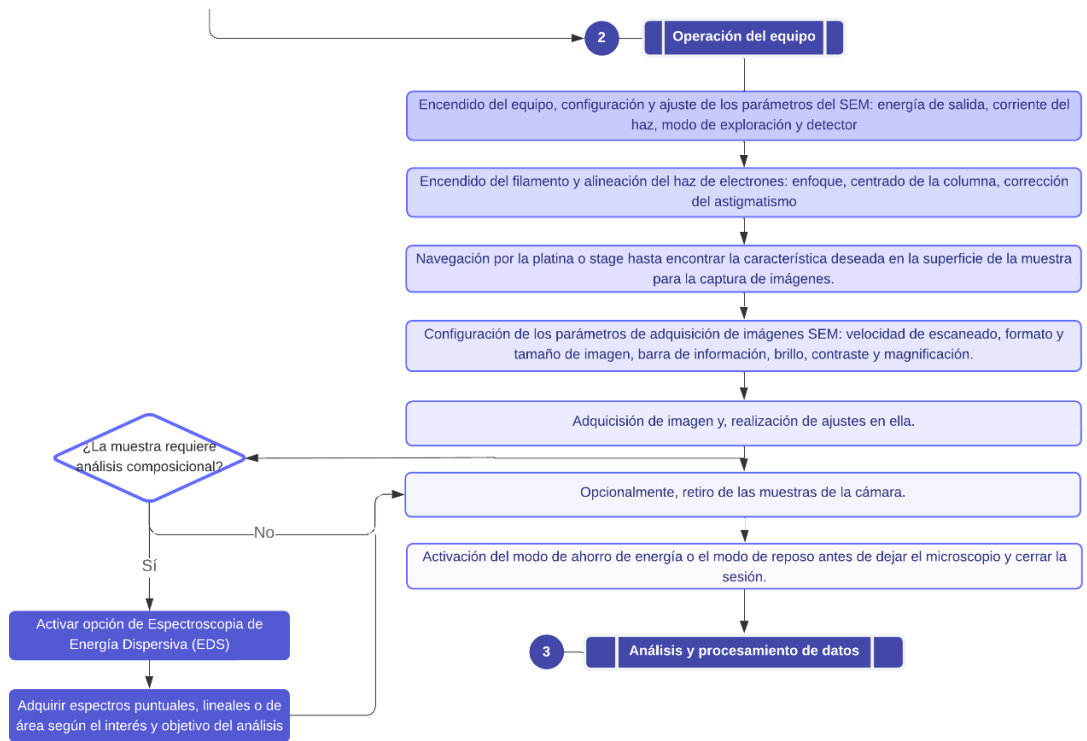 2
Operación del equipo
Encendido del equipo, configuración y ajuste de los parámetros del SEM: energía de salida, corriente del
haz, modo de exploración y detector
Encendido del filamento y alineación del haz de electrones: enfoque, centrado de la columna, corrección
del astigmatismo
Navegación por la platina o stage hasta encontrar la característica deseada en la superficie de la muestra
para la captura de imágenes.
Configuración de los parámetros de adquisición de imágenes SEM: velocidad de escaneado, formato y
tamaño de imagen, barra de información, brillo, contraste y magnificación.
Adquicisión de imagen y, realización de ajustes en ella.
¿La muestra requiere
análisis composicional?
Opcionalmente, retiro de las muestras de la cámara.
No
Activación del modo de ahorro de energía o el modo de reposo antes de dejar el microscopio y cerrar la
sesión.
Sí
Activar opción de Espectroscopia de
Energía Dispersiva (EDS)
3
Análisis y procesamiento de datos
Adquirir espectros puntuales, lineales o de
área según el interés y objetivo del análisis